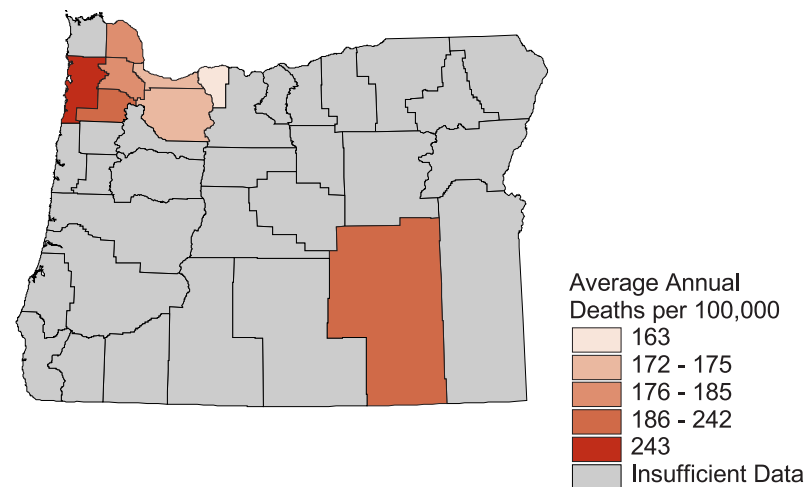 Average Annual
Deaths per 100,000
163
172 - 175
176 - 185
186 - 242
243
Insufficient Data